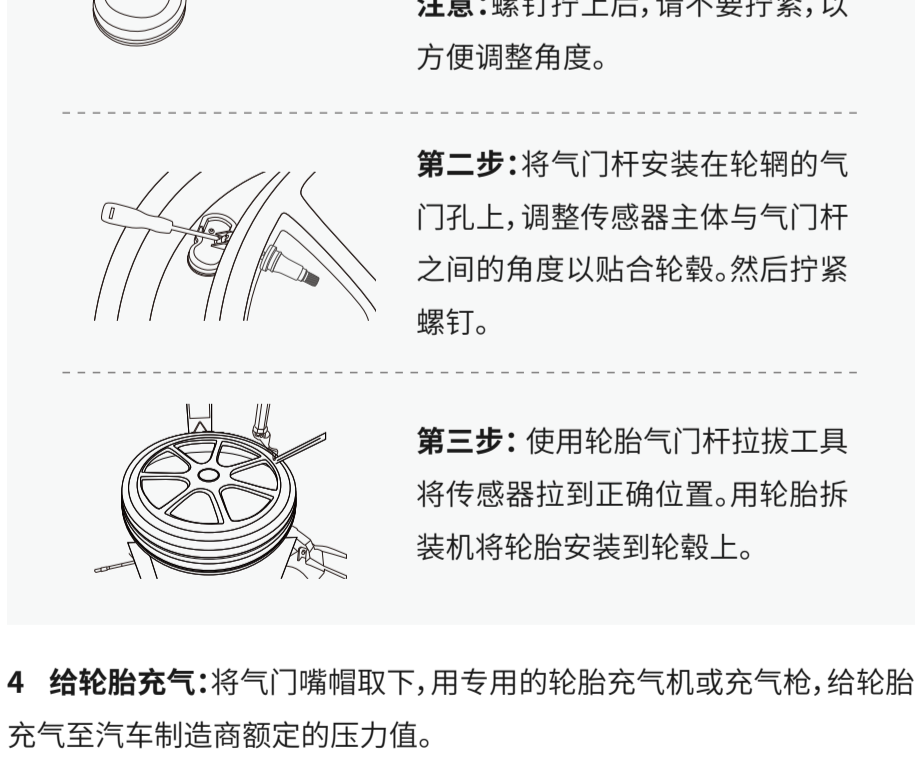 注意：螺钉拧上后，请不要拧紧，以
方便调整角度。
第二步：将气门杆安装在轮辋的气
门孔上，调整传感器主体与气门杆
之间的角度以贴合轮毂。然后拧紧
螺钉。
第三步：使用轮胎气门杆拉拔工具
将传感器拉到正确位置。用轮胎拆
装机将轮胎安装到轮毂上。
4 给轮胎充气：将气门嘴帽取下，用专用的轮胎充气机或充气枪，给轮胎
充气至汽车制造商额定的压力值。